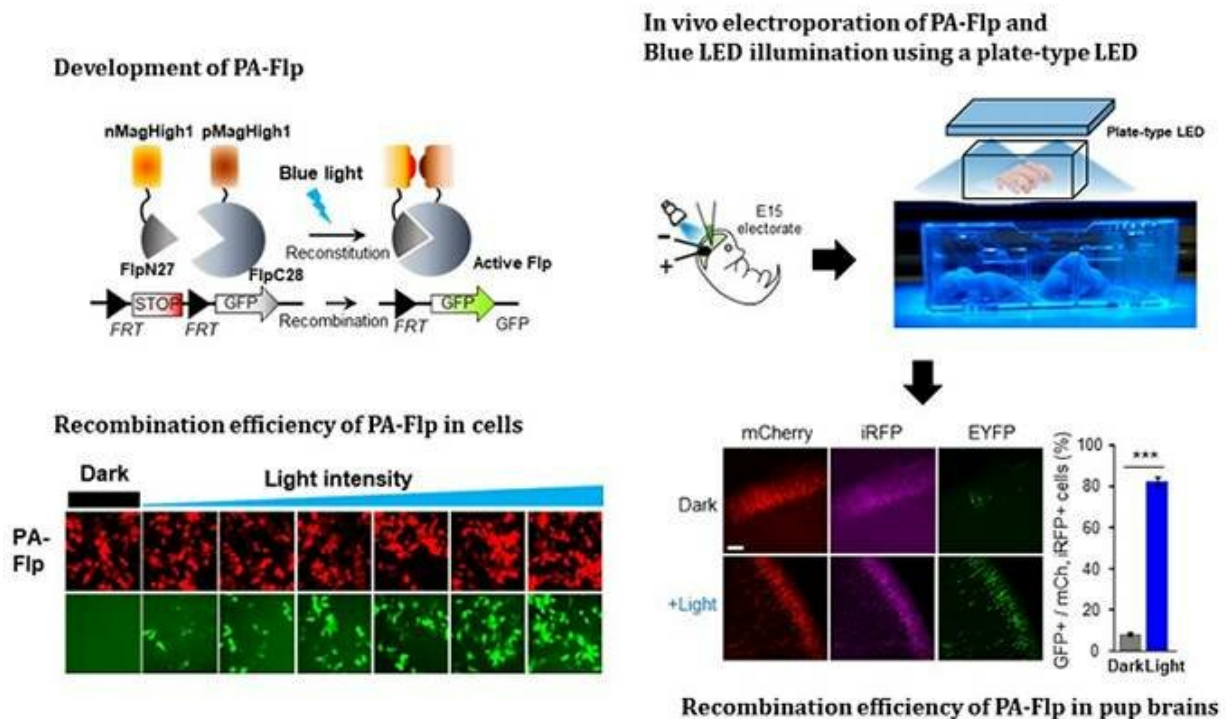 Development of PA-Flp
nMagHigh1 pMagHigh1
Blue light
Reconstitution
FlpN27
FlpC28
Active Flp
STOP GFP
Recombination
GFP
FRT FRT
FRT GFP
In vivo electroporation of PA-Flp and
Blue LED illumination using a plate-type LED
Plate-type LED
E15
electorate
-
+
Recombination efficiency of PA-Flp in cells
Dark Light intensity
PA-
Flp
mCherry iRFP EYFP
Dark
+Light
GFP+ / mCh, iRFP+ cells (%)
100
80
60
40
20
0
***
Dark Light
Recombination efficiency of PA-Flp in pup brains